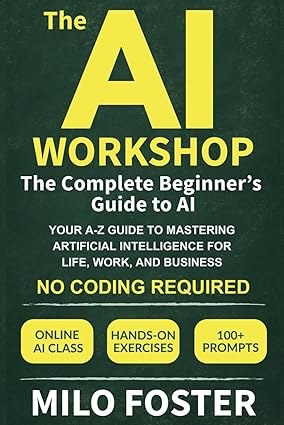 The
AI
WORKSHOP
The Complete Beginner's
Guide to AI
YOUR A-Z GUIDE TO MASTERING
ARTIFICIAL INTELLIGENCE FOR
LIFE, WORK, AND BUSINESS
NO CODING REQUIRED
ONLINE
AI CLASS
HANDS-ON
EXERCISES
100+
PROMPTS
MILO FOSTER